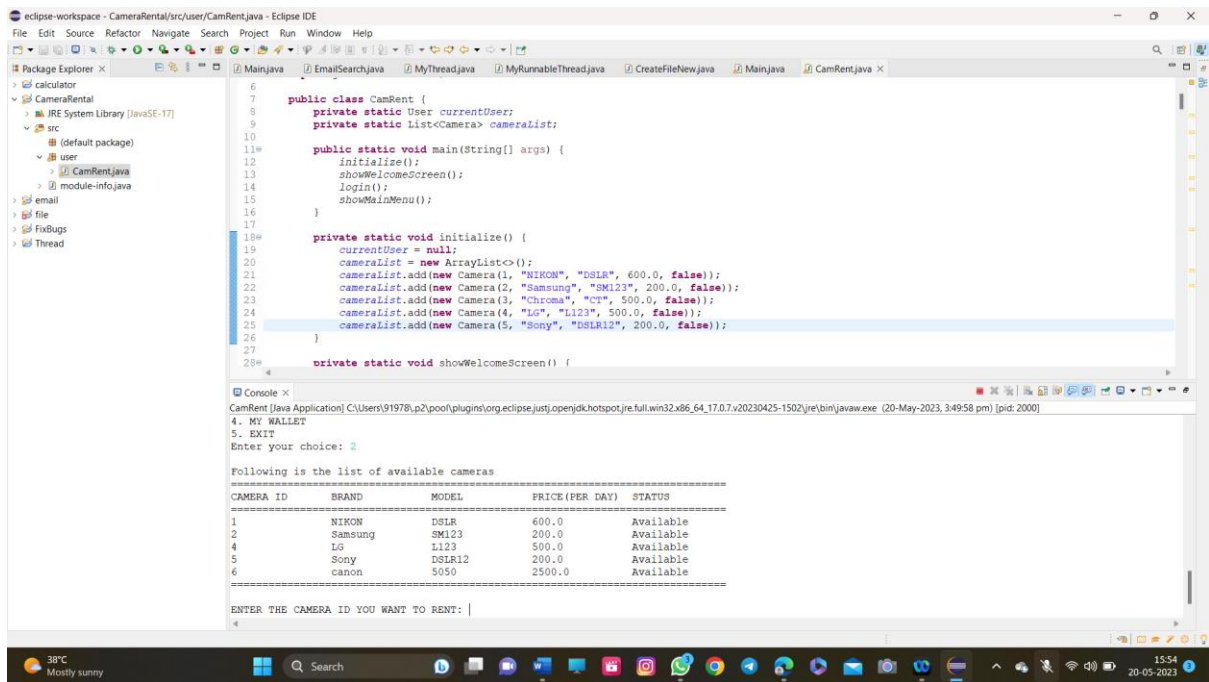 eclipse-workspace - CameraRental/src/user/CamRent.java - Eclipse IDE
File Edit Source Refactor Navigate Search Project Run Window Help
Package Explorer
Main.java EmailSearch.java MyThread.java MyRunnableThread.java CreateFileNew.java Main.java CamRent.java
calculator
CameraRental
JRE System Library [JavaSE-17]
src
(default package)
user
CamRent.java
module-info.java
email
file
FixBugs
Thread
6
7 public class CamRent {
8 private static User currentUser;
9 private static List<Camera> cameraList;
10
11 public static void main(String[] args) {
12 initialize();
13 showWelcomeScreen();
14 login();
15 showMainMenu();
16 }
17
18 private static void initialize() {
19 currentUser = null;
20 cameraList = new ArrayList<>();
21 cameraList.add(new Camera(1, "NIKON", "DSLR", 600.0, false));
22 cameraList.add(new Camera(2, "Samsung", "SM123", 200.0, false));
23 cameraList.add(new Camera(3, "Chroma", "CT", 500.0, false));
24 cameraList.add(new Camera(4, "LG", "L123", 500.0, false));
25 cameraList.add(new Camera(5, "Sony", "DSLR12", 200.0, false));
26 }
27
28 private static void showWelcomeScreen() {
Console
CamRent [Java Application] C:\Users\91978\.p2\pool\plugins\org.eclipse.justj.openjdk.hotspot.jre.full.win32.x86_64_17.0.7.v20230425-1502\jre\bin\javaw.exe (20-May-2023, 3:49:58 pm) [pid: 2000]
4. MY WALLET
5. EXIT
Enter your choice: 2
Following is the list of available cameras
CAMERA ID BRAND MODEL PRICE(PER DAY) STATUS
1 NIKON DSLR 600.0 Available
2 Samsung SM123 200.0 Available
4 LG L123 500.0 Available
5 Sony DSLR12 200.0 Available
6 canon 5050 2500.0 Available
ENTER THE CAMERA ID YOU WANT TO RENT:
38°C
Mostly sunny
Search
15:54
20-05-2023